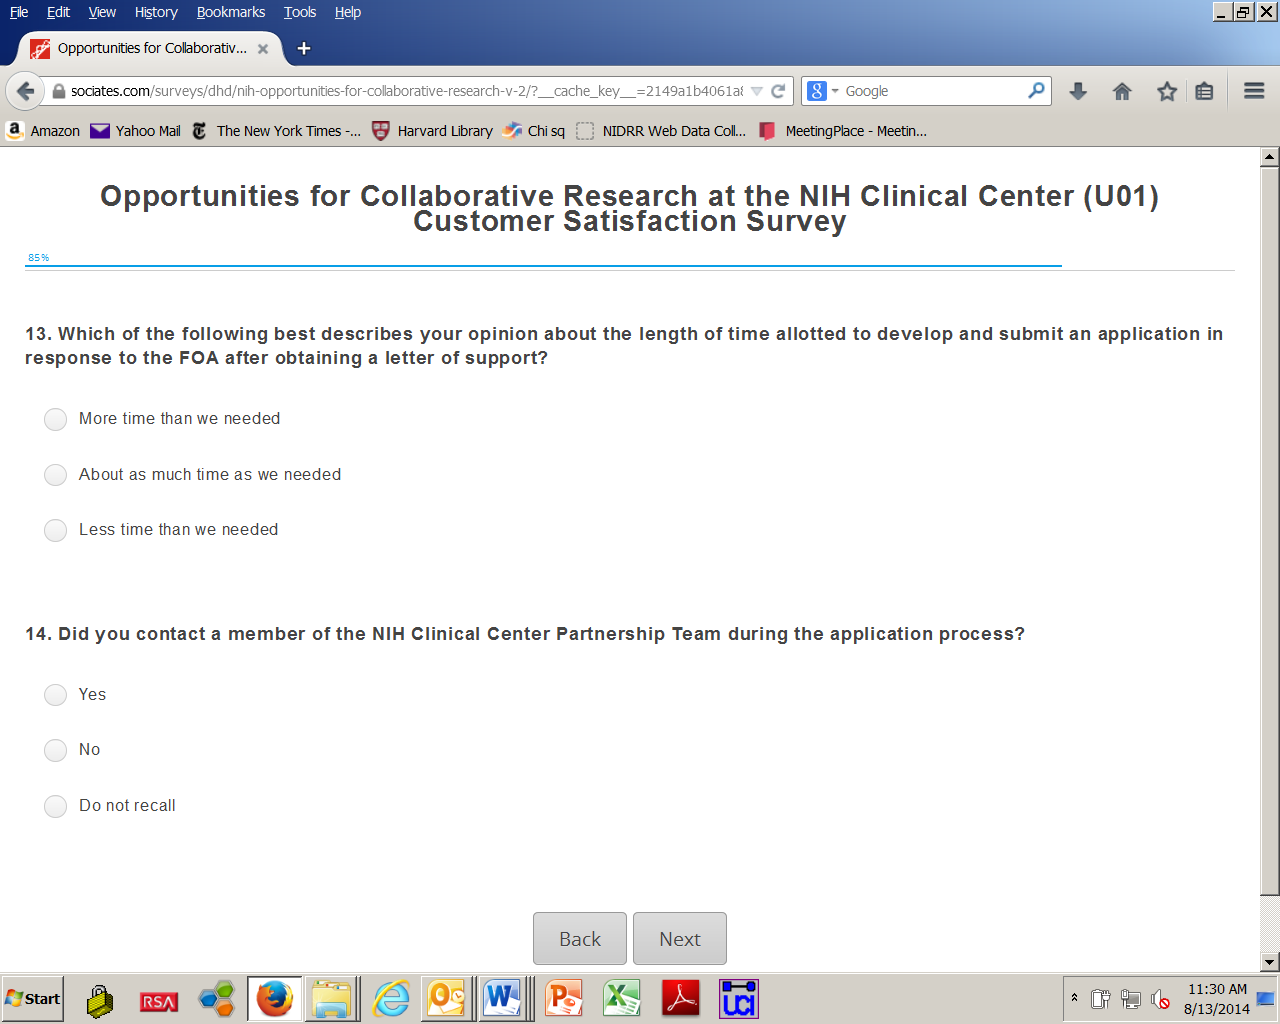 File Edit View History Bookmarks Tools Help
Opportunities for Collaborativ...
sociates.com/surveys/dhd/nih-opportunities-for-collaborative-research-v-2/?__cache_key__=2149a1b4061a
Google
Amazon Yahoo Mail The New York Times -... Harvard Library Chi sq NIDRR Web Data Coll... MeetingPlace - Meetin...
Opportunities for Collaborative Research at the NIH Clinical Center (U01)
Customer Satisfaction Survey
85%
13. Which of the following best describes your opinion about the length of time allotted to develop and submit an application in
response to the FOA after obtaining a letter of support?
More time than we needed
About as much time as we needed
Less time than we needed
14. Did you contact a member of the NIH Clinical Center Partnership Team during the application process?
Yes
No
Do not recall
Back Next
Start RSA UCI
11:30 AM
8/13/2014